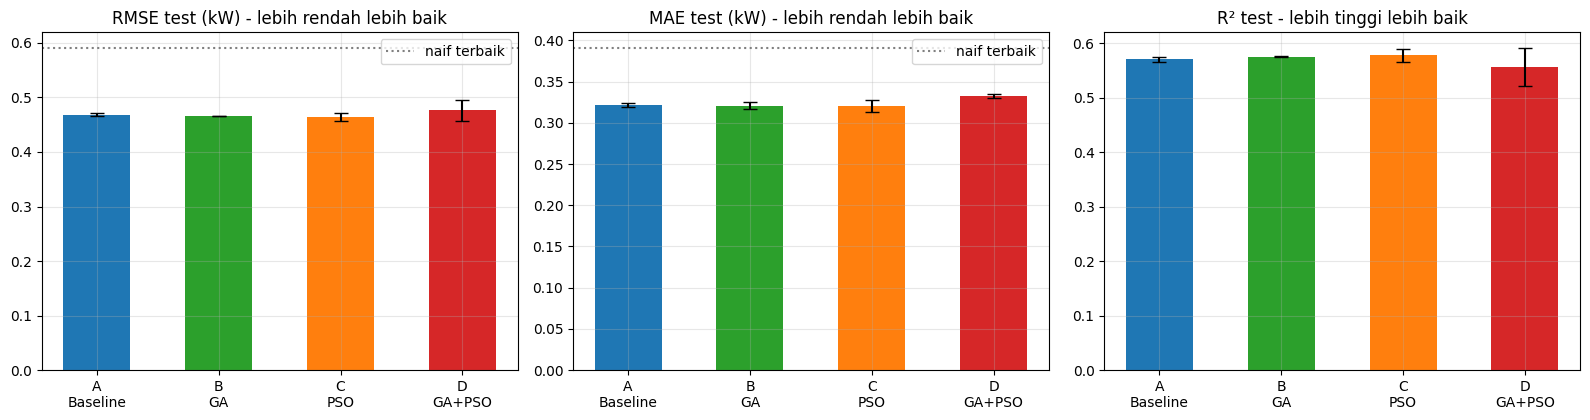 RMSE test (kW) - lebih rendah lebih baik
0.6
0.5
0.4
0.3
0.2
0.1
0.0
naif terbaik
A
Baseline
B
GA
C
PSO
D
GA+PSO
MAE test (kW) - lebih rendah lebih baik
0.40
0.35
0.30
0.25
0.20
0.15
0.10
0.05
0.00
naif terbaik
A
Baseline
B
GA
C
PSO
D
GA+PSO
R² test - lebih tinggi lebih baik
0.6
0.5
0.4
0.3
0.2
0.1
0.0
A
Baseline
B
GA
C
PSO
D
GA+PSO